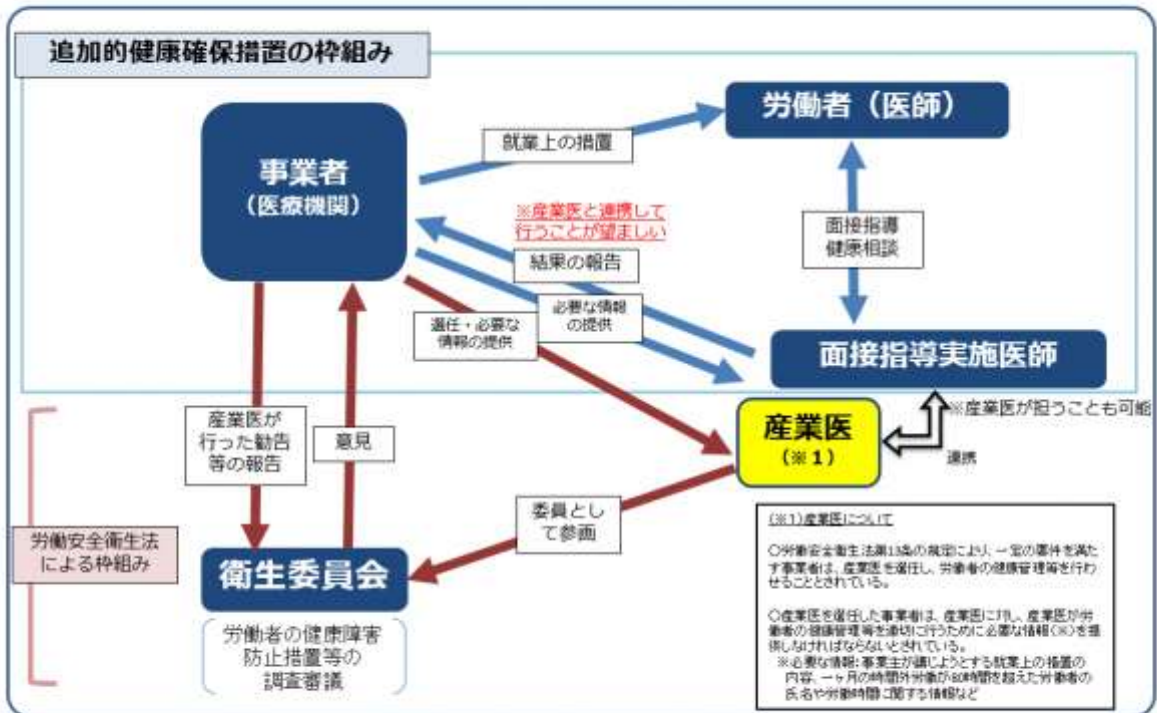 追加的健康確保措置の枠組み
労働者（医師）
事業者
（医療機関）
就業上の措置
※産業医と連携して
行うことが望ましい
結果の報告
面接指導
健康相談
必要な情報
の提供
選任・必要な
情報の提供
面接指導実施医師
※産業医が担うことも可能
産業医
（※１）
連携
産業医が
行った勧告
等の報告
意見
委員とし
て参画
労働安全衛生法
による枠組み
衛生委員会
労働者の健康障害
防止措置等の
調査審議
(※1)産業医について
○労働安全衛生法第13条の規定により、一定の要件を満た
す事業者は、産業医を選任し、労働者の健康管理等を行わ
せることとされている。
○産業医を選任した事業者は、産業医に対し、産業医が労
働者の健康管理等を適切に行うために必要な情報(※)を提
供しなければならないとされている。
※必要な情報：事業主が講じようとする就業上の措置の
内容、一ヶ月の時間外労働が80時間を超えた労働者の
氏名や労働時間に関する情報など